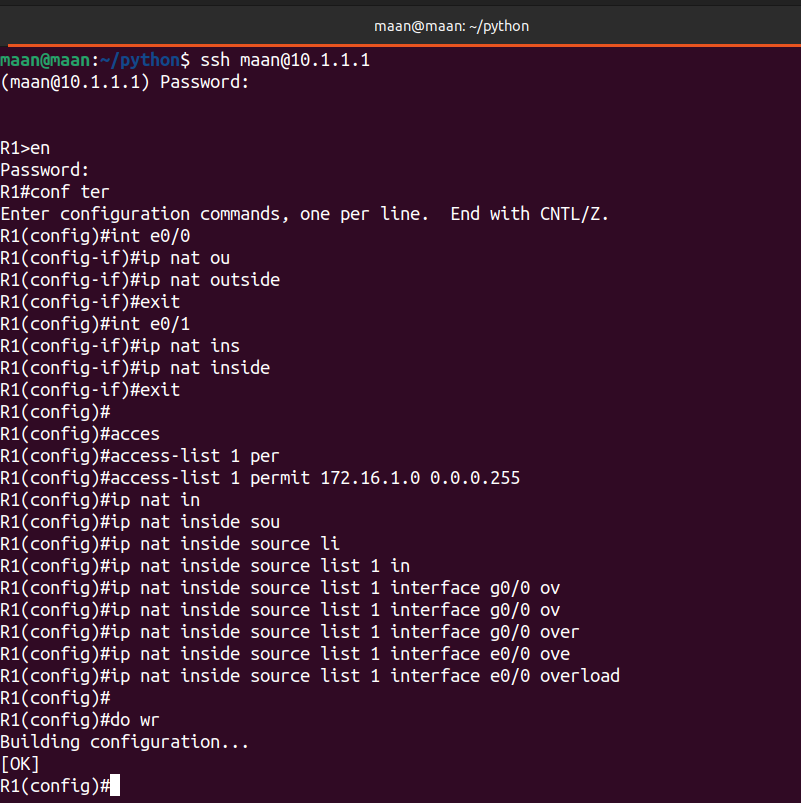 maan@maan: ~/python
maan@maan:~/python$ ssh maan@10.1.1.1
(maan@10.1.1.1) Password:
R1>en
Password:
R1#conf ter
Enter configuration commands, one per line.  End with CNTL/Z.
R1(config)#int e0/0
R1(config-if)#ip nat ou
R1(config-if)#ip nat outside
R1(config-if)#exit
R1(config)#int e0/1
R1(config-if)#ip nat ins
R1(config-if)#ip nat inside
R1(config-if)#exit
R1(config)#
R1(config)#acces
R1(config)#access-list 1 per
R1(config)#access-list 1 permit 172.16.1.0 0.0.0.255
R1(config)#ip nat in
R1(config)#ip nat inside sou
R1(config)#ip nat inside source li
R1(config)#ip nat inside source list 1 in
R1(config)#ip nat inside source list 1 interface g0/0 ov
R1(config)#ip nat inside source list 1 interface g0/0 ov
R1(config)#ip nat inside source list 1 interface g0/0 over
R1(config)#ip nat inside source list 1 interface e0/0 ove
R1(config)#ip nat inside source list 1 interface e0/0 overload
R1(config)#
R1(config)#do wr
Building configuration...
[OK]
R1(config)#